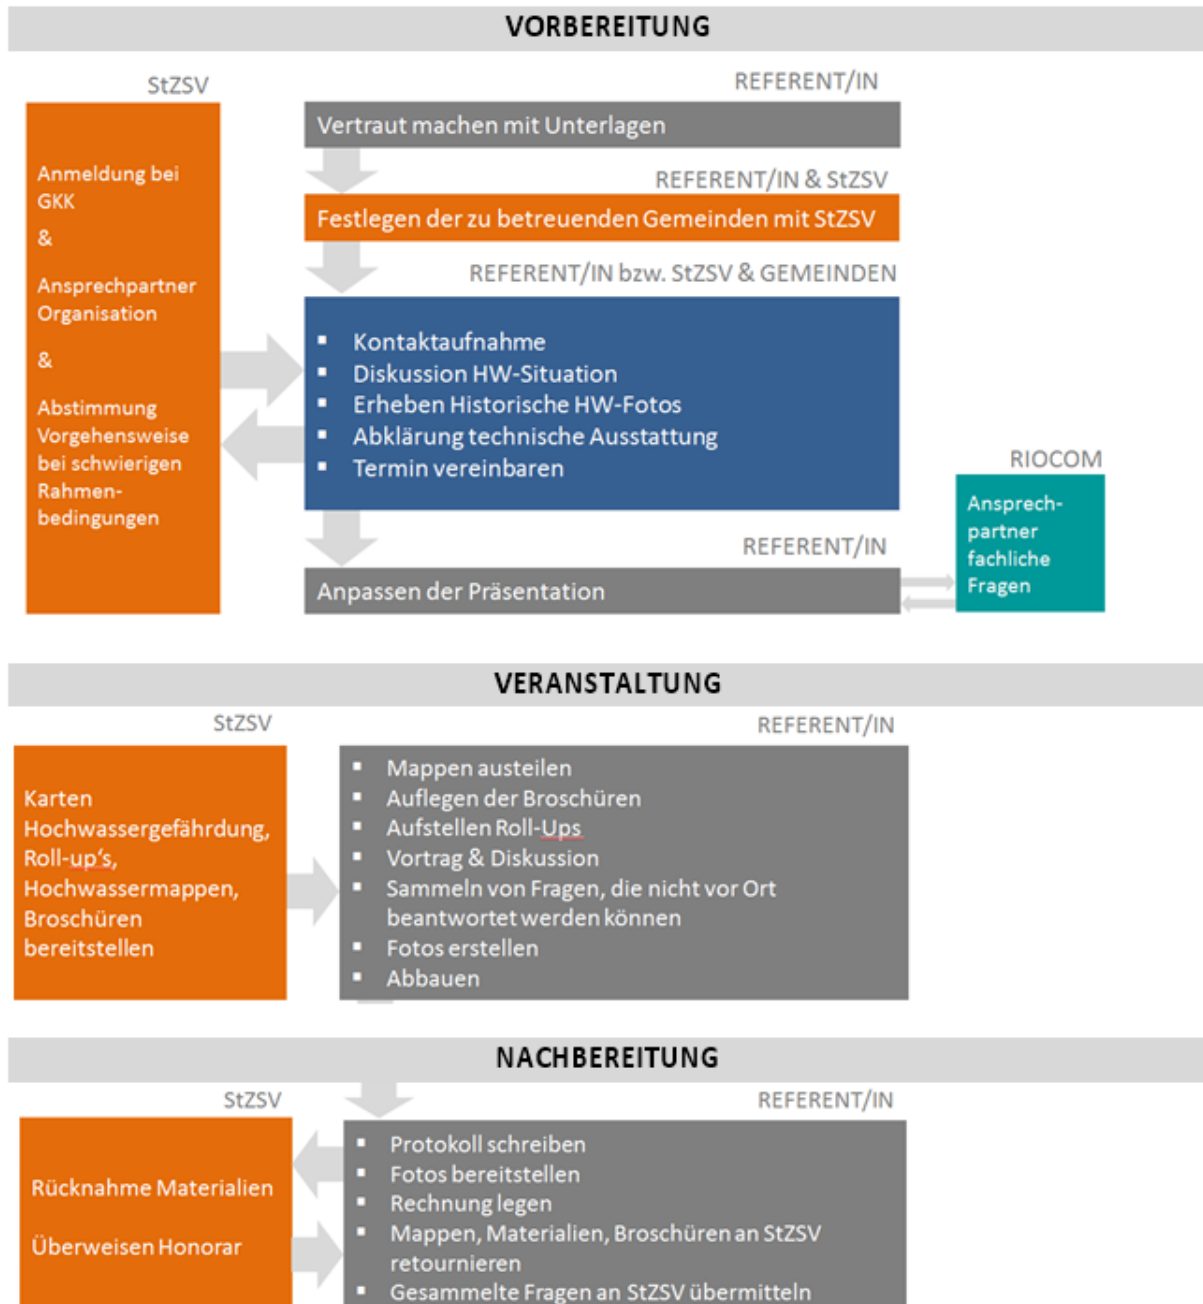 VORBEREITUNG
StZSV
Anmeldung bei
GKK
&
Ansprechpartner
Organisation
&
Abstimmung
Vorgehensweise
bei schwierigen
Rahmen-
bedingungen
REFERENT/IN
Vertraut machen mit Unterlagen
REFERENT/IN & StZSV
Festlegen der zu betreuenden Gemeinden mit StZSV
REFERENT/IN bzw. StZSV & GEMEINDEN
▪ Kontaktaufnahme
▪ Diskussion HW-Situation
▪ Erheben Historische HW-Fotos
▪ Abklärung technische Ausstattung
▪ Termin vereinbaren
REFERENT/IN
Anpassen der Präsentation
RIOCOM
Ansprech-
partner
fachliche
Fragen
VERANSTALTUNG
StZSV
Karten
Hochwassergefährdung,
Roll-up‘s,
Hochwassermappen,
Broschüren
bereitstellen
REFERENT/IN
▪ Mappen austeilen
▪ Auflegen der Broschüren
▪ Aufstellen Roll-Ups
▪ Vortrag & Diskussion
▪ Sammeln von Fragen, die nicht vor Ort
beantwortet werden können
▪ Fotos erstellen
▪ Abbauen
NACHBEREITUNG
StZSV
Rücknahme Materialien
Überweisen Honorar
REFERENT/IN
▪ Protokoll schreiben
▪ Fotos bereitstellen
▪ Rechnung legen
▪ Mappen, Materialien, Broschüren an StZSV
retournieren
▪ Gesammelte Fragen an StZSV übermitteln